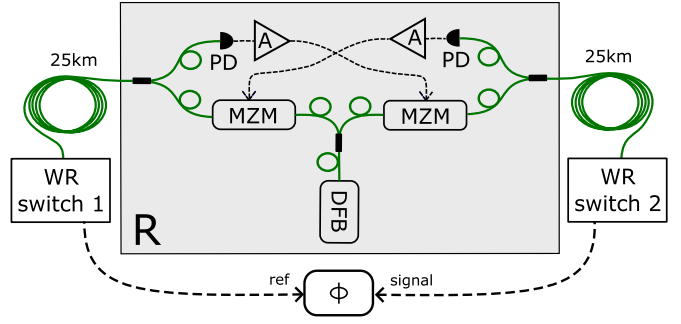 25km
A
A
25km
PD
PD
MZM
MZM
WR
switch 1
DFB
WR
switch 2
R
ref
ϕ
signal